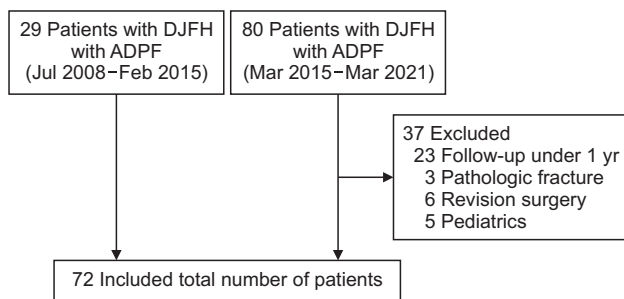 29 Patients with DJFH
with ADPF
(Jul 2008–Feb 2015)
80 Patients with DJFH
with ADPF
(Mar 2015–Mar 2021)
37 Excluded
23 Follow-up under 1 yr
3 Pathologic fracture
6 Revision surgery
5 Pediatrics
72 Included total number of patients